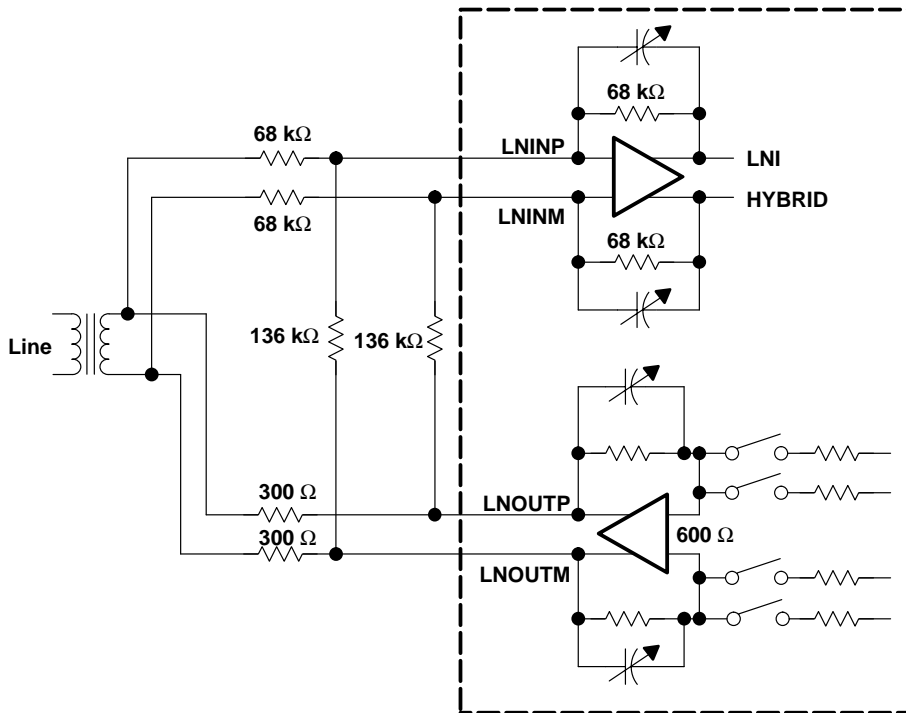 68 kΩ
LNINP
68 kΩ
LNI
HYBRID
68 kΩ
LNINM
68 kΩ
Line
136 kΩ
136 kΩ
300 Ω
LNOUTP
300 Ω
600 Ω
LNOUTM